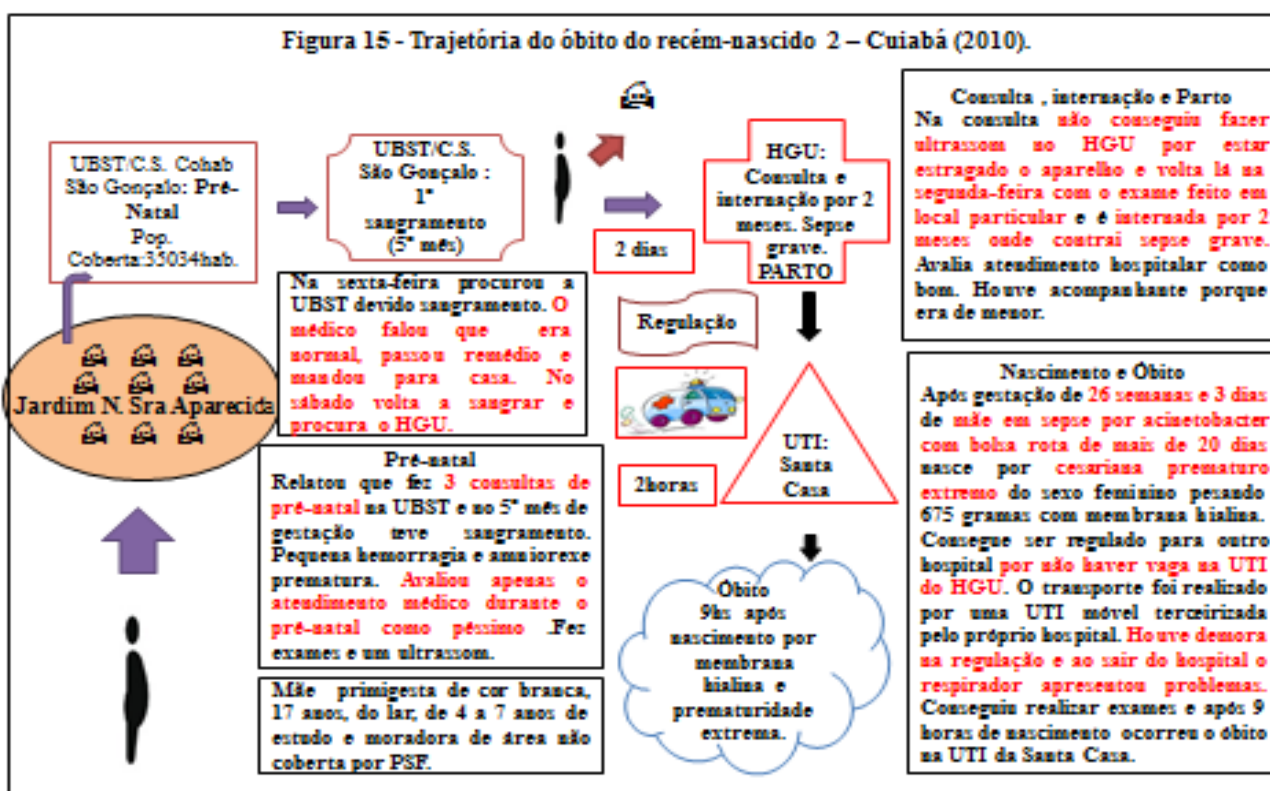 Figura 15 - Trajetória do óbito do recém-nascido 2 – Cuiabá (2010).
UBST/C.S. Cohab
São Gonçalo: Pré-
Natal
Pop.
Coberta:35034hab.
UBST/C.S.
São Gonçalo :
1º
sangramento
(5º mês)
2 dias
HGU:
Consulta e
internação por 2
meses. Sepse
grave.
PARTO
Consulta , internação e Parto
Na consulta não conseguiu fazer
ultrassom no HGU por estar
estragado o aparelho e volta lá na
segunda-feira com o exame feito em
local particular e é internada por 2
meses onde contrai sepse grave.
Avalia atendimento hospitalar como
bom. Houve acompanhante porque
era de menor.
Na sexta-feira procurou a
UBST devido sangramento. O
médico falou que era
normal, passou remédio e
mandou para casa. No
sábado volta a sangrar e
procura o HGU.
Regulação
2horas
UTI:
Santa
Casa
Jardim N. Sra Aparecida
Pré-natal
Relatou que fez 3 consultas de
pré-natal na UBST e no 5º mês de
gestação teve sangramento.
Pequena hemorragia e amniorexe
prematura. Avaliou apenas o
atendimento médico durante o
pré-natal como péssimo .Fez
exames e um ultrassom.
Mãe primigesta de cor branca,
17 anos, do lar, de 4 a 7 anos de
estudo e moradora de área não
coberta por PSF.
Óbito
9hs após
nascimento por
membrana
hialina e
prematuridade
extrema.
Nascimento e Óbito
Após gestação de 26 semanas e 3 dias
de mãe em sepse por acinetobacter
com bolsa rota de mais de 20 dias
nasce por cesariana prematuro
extremo do sexo feminino pesando
675 gramas com membrana hialina.
Consegue ser regulado para outro
hospital por não haver vaga na UTI
do HGU. O transporte foi realizado
por uma UTI móvel terceirizada
pelo próprio hospital. Houve demora
na regulação e ao sair do hospital o
respirador apresentou problemas.
Conseguiu realizar exames e após 9
horas de nascimento ocorreu o óbito
na UTI da Santa Casa.